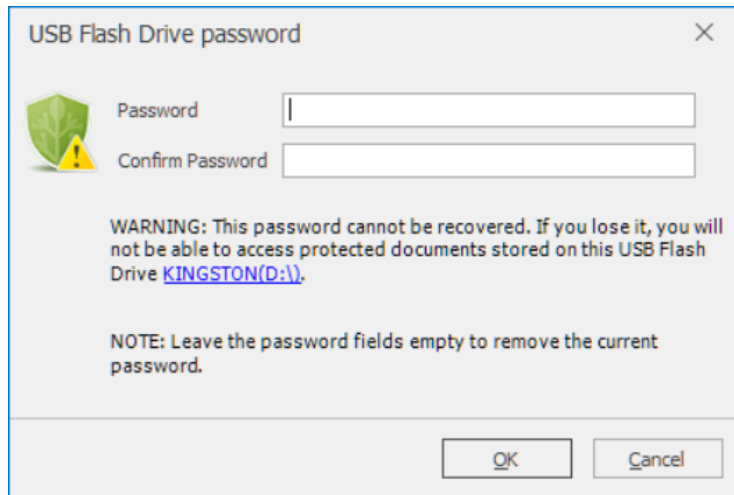 USB Flash Drive password
Password
Confirm Password
WARNING: This password cannot be recovered. If you lose it, you will
not be able to access protected documents stored on this USB Flash
Drive KINGSTON(D:\).
NOTE: Leave the password fields empty to remove the current
password.
OK Cancel